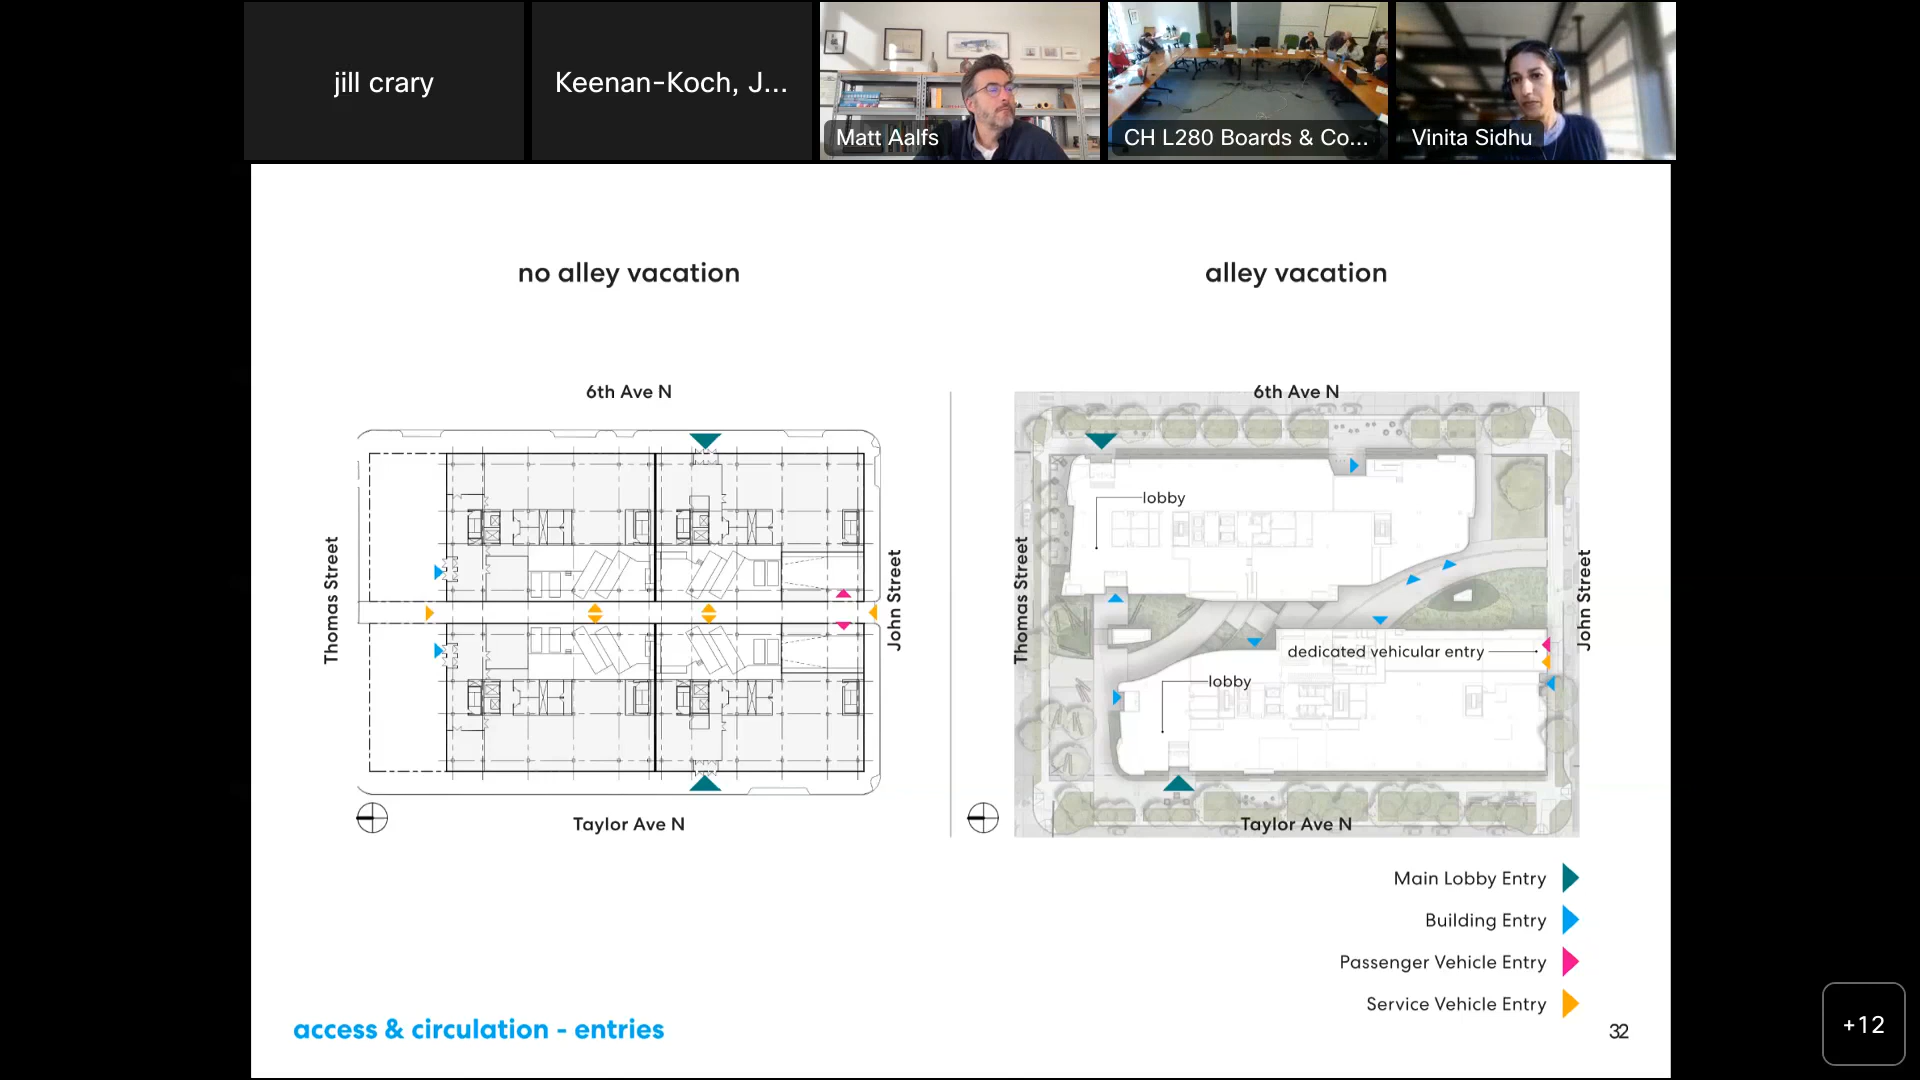 jill crary
Keenan-Koch, J...
Matt Aalfs
CH L280 Boards & Co...
Vinita Sidhu
no alley vacation
alley vacation
6th Ave N
6th Ave N
Thomas Street
John Street
Taylor Ave N
Thomas Street
John Street
lobby
dedicated vehicular entry
lobby
Taylor Ave N
Main Lobby Entry
Building Entry
Passenger Vehicle Entry
Service Vehicle Entry
access & circulation - entries
32
+12